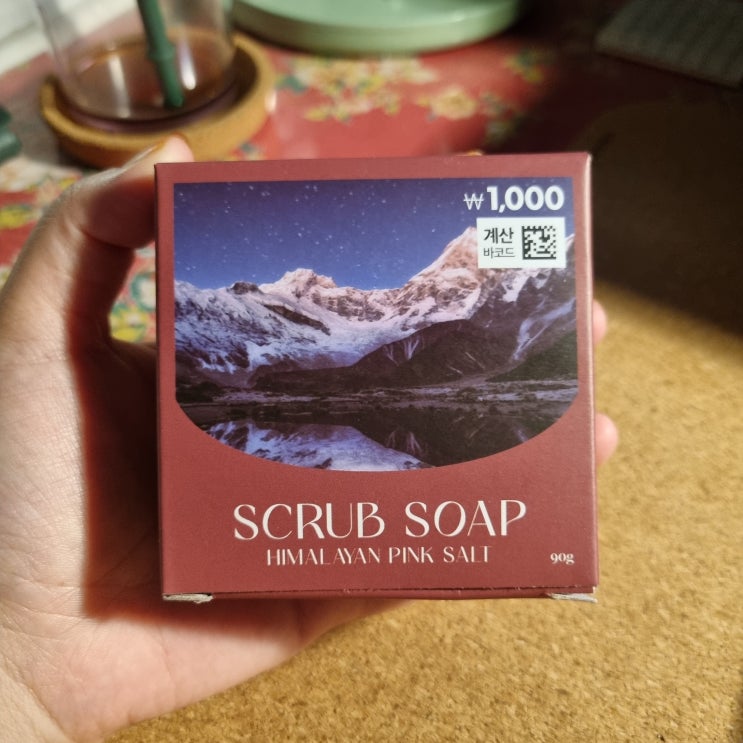 ₩1,000
계산
바코드
SCRUB SOAP
HIMALAYAN PINK SALT
90g